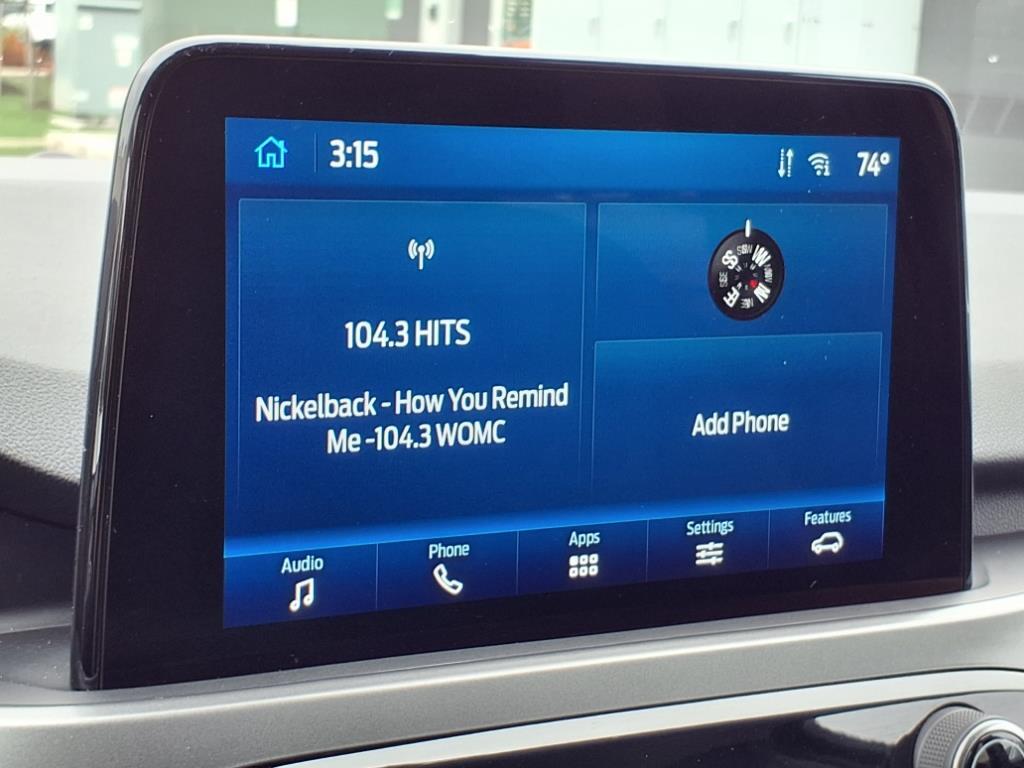 3:15
74°
104.3 HITS
Nickelback - How You Remind
Me -104.3 WOMC
Add Phone
Audio
Phone
Apps
Settings
Features